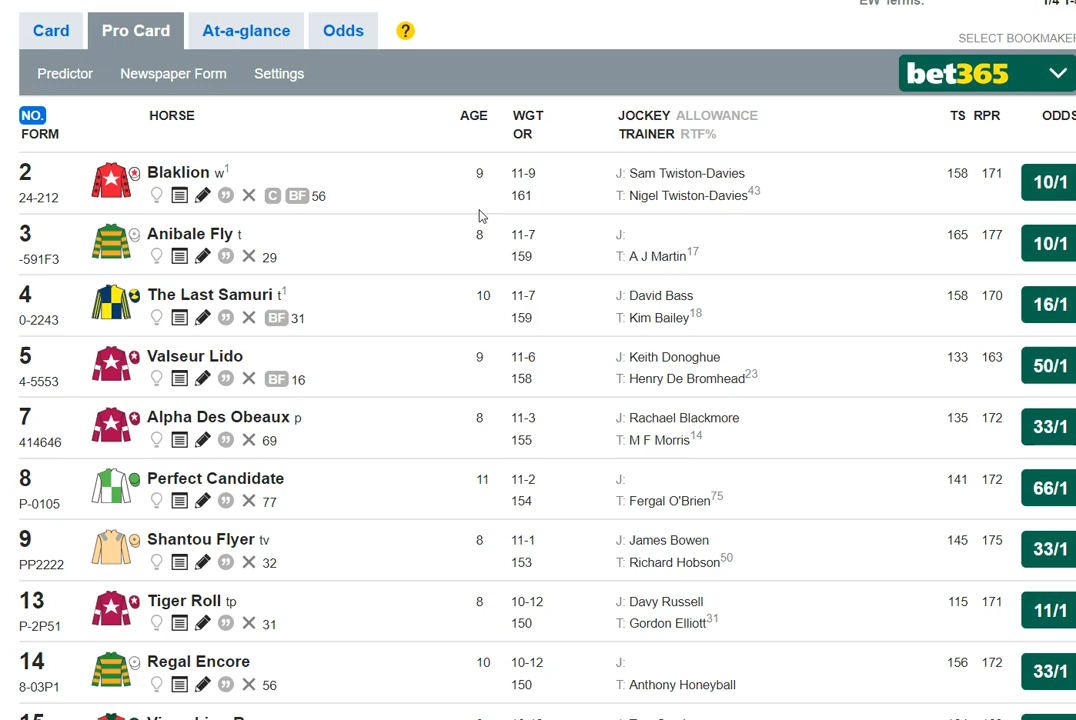 EW Terms: 1/4 1-
Card Pro Card At-a-glance Odds ?
SELECT BOOKMAKER
Predictor Newspaper Form Settings bet365
NO. HORSE AGE WGT JOCKEY ALLOWANCE TS RPR ODDS
FORM OR TRAINER RTF%
2 Blaklion w1 9 11-9 J: Sam Twiston-Davies 158 171 10/1
24-212 C BF 56 161 T: Nigel Twiston-Davies43
3 Anibale Fly t 8 11-7 J: 165 177 10/1
-591F3 29 159 T: A J Martin17
4 The Last Samuri t1 10 11-7 J: David Bass 158 170 16/1
0-2243 BF 31 159 T: Kim Bailey18
5 Valseur Lido 9 11-6 J: Keith Donoghue 133 163 50/1
4-5553 BF 16 158 T: Henry De Bromhead23
7 Alpha Des Obeaux p 8 11-3 J: Rachael Blackmore 135 172 33/1
414646 69 155 T: M F Morris14
8 Perfect Candidate 11 11-2 J: 141 172 66/1
P-0105 77 154 T: Fergal O'Brien75
9 Shantou Flyer tv 8 11-1 J: James Bowen 145 175 33/1
PP2222 32 153 T: Richard Hobson50
13 Tiger Roll tp 8 10-12 J: Davy Russell 115 171 11/1
P-2P51 31 150 T: Gordon Elliott31
14 Regal Encore 10 10-12 J: 156 172 33/1
8-03P1 56 150 T: Anthony Honeyball